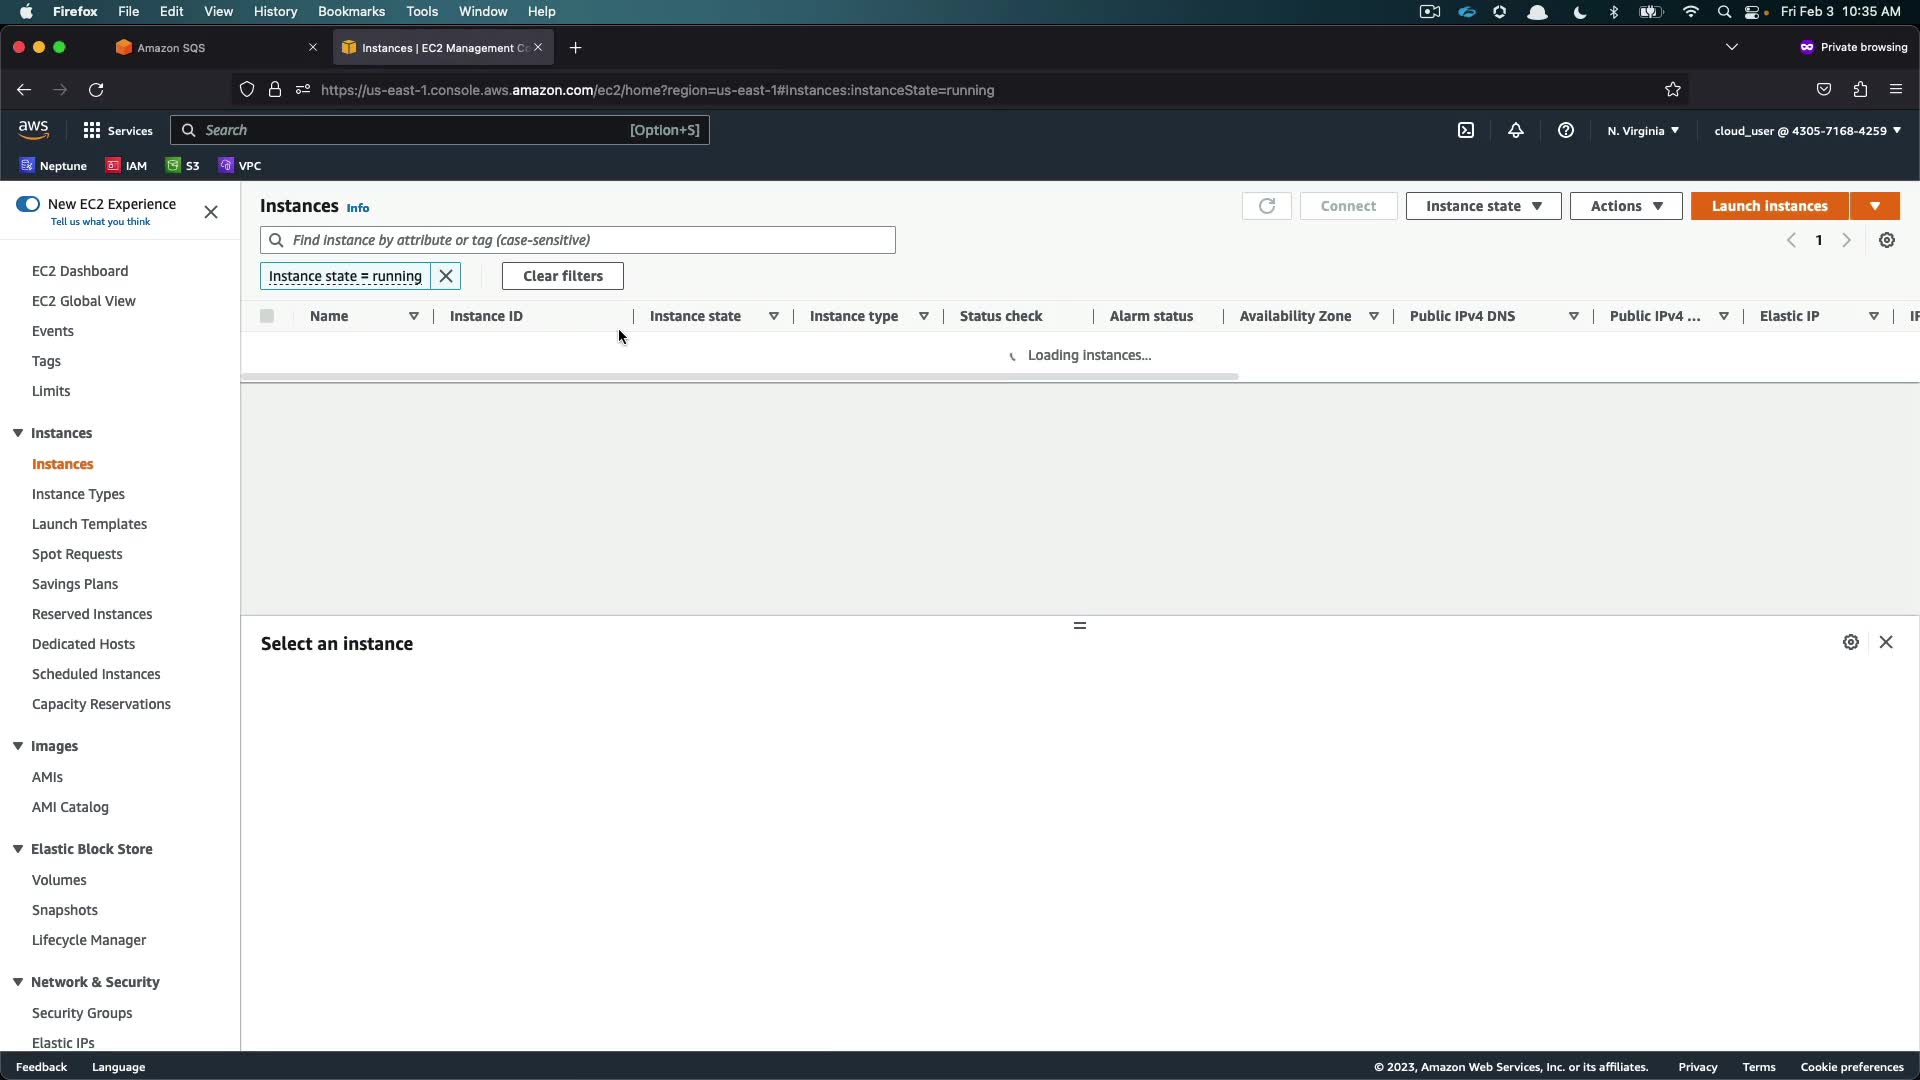 Firefox File Edit View History Bookmarks Tools Window Help
Fri Feb 3 10:35 AM
Amazon SQS
Instances | EC2 Management Co
Private browsing
https://us-east-1.console.aws.amazon.com/ec2/home?region=us-east-1#Instances:instanceState=running
aws
Services
Search [Option+S]
N. Virginia
cloud_user @ 4305-7168-4259
Neptune IAM S3 VPC
New EC2 Experience
Tell us what you think
EC2 Dashboard
EC2 Global View
Events
Tags
Limits
Instances
Instances
Instance Types
Launch Templates
Spot Requests
Savings Plans
Reserved Instances
Dedicated Hosts
Scheduled Instances
Capacity Reservations
Images
AMIs
AMI Catalog
Elastic Block Store
Volumes
Snapshots
Lifecycle Manager
Network & Security
Security Groups
Elastic IPs
Instances Info
Connect Instance state Actions Launch instances
Find instance by attribute or tag (case-sensitive)
1
Instance state = running
Clear filters
Name Instance ID Instance state Instance type Status check Alarm status Availability Zone Public IPv4 DNS Public IPv4 ... Elastic IP
Loading instances...
Select an instance
Feedback Language
© 2023, Amazon Web Services, Inc. or its affiliates. Privacy Terms Cookie preferences